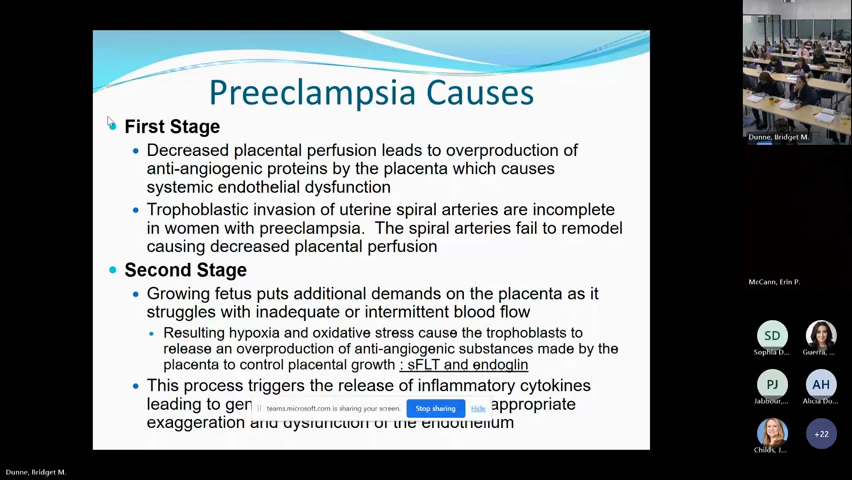 Preeclampsia Causes
First Stage
Decreased placental perfusion leads to overproduction of
anti-angiogenic proteins by the placenta which causes
systemic endothelial dysfunction
Trophoblastic invasion of uterine spiral arteries are incomplete
in women with preeclampsia. The spiral arteries fail to remodel
causing decreased placental perfusion
Second Stage
Growing fetus puts additional demands on the placenta as it
struggles with inadequate or intermittent blood flow
Resulting hypoxia and oxidative stress cause the trophoblasts to
release an overproduction of anti-angiogenic substances made by the
placenta to control placental growth : sFLT and endoglin
This process triggers the release of inflammatory cytokines
leading to gen appropriate
exaggeration and dysfunction of the endothelium
teams.microsoft.com is sharing your screen. Stop sharing Hide
Dunne, Bridget M.
McCann, Erin P.
SD
Sophia D... Guerra, ...
PJ AH
Jabbour,... Alicia Do...
+22
Childs, J...
Dunne, Bridget M.